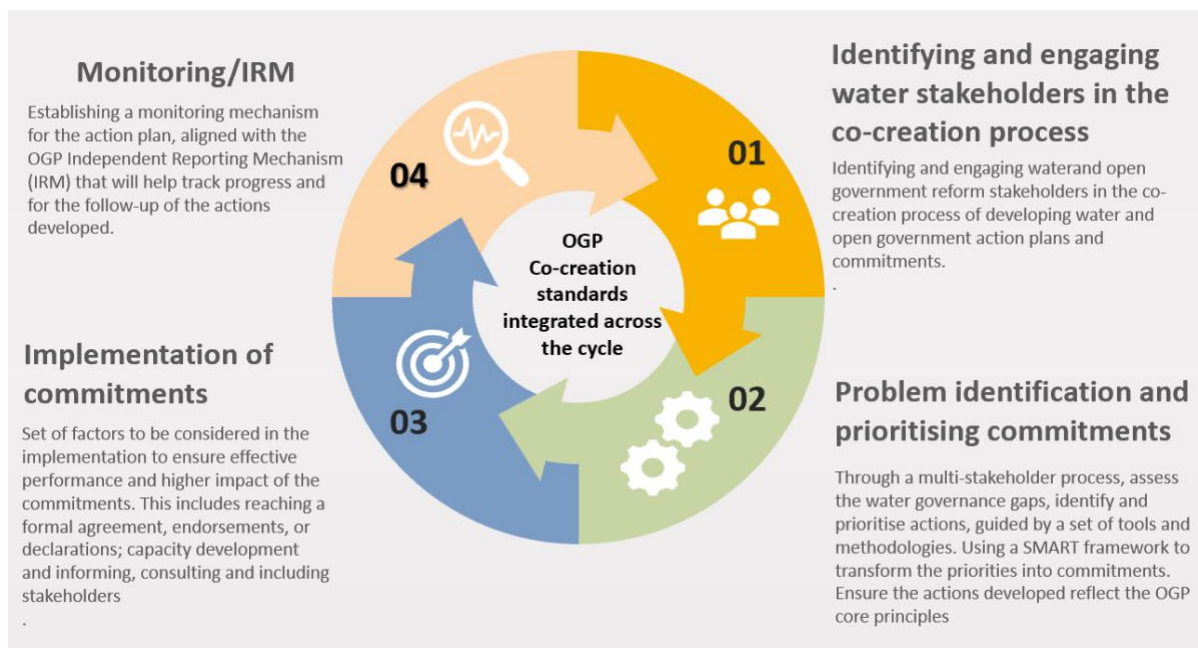 Monitoring/IRM
Establishing a monitoring mechanism
for the action plan, aligned with the
OGP Independent Reporting Mechanism
(IRM) that will help track progress and
for the follow-up of the actions
developed.
04
01
Identifying and engaging
water stakeholders in the
co-creation process
Identifying and engaging waterand open
government reform stakeholders in the co-
creation process of developing water and
open government action plans and
commitments.
.
OGP
Co-creation
standards
integrated across
the cycle
Implementation of
commitments
Set of factors to be considered in the
implementation to ensure effective
performance and higher impact of the
commitments. This includes reaching a
formal agreement, endorsements, or
declarations; capacity development
and informing, consulting and including
stakeholders
.
03
02
Problem identification and
prioritising commitments
Through a multi-stakeholder process, assess
the water governance gaps, identify and
prioritise actions, guided by a set of tools and
methodologies. Using a SMART framework to
transform the priorities into commitments.
Ensure the actions developed reflect the OGP
core principles